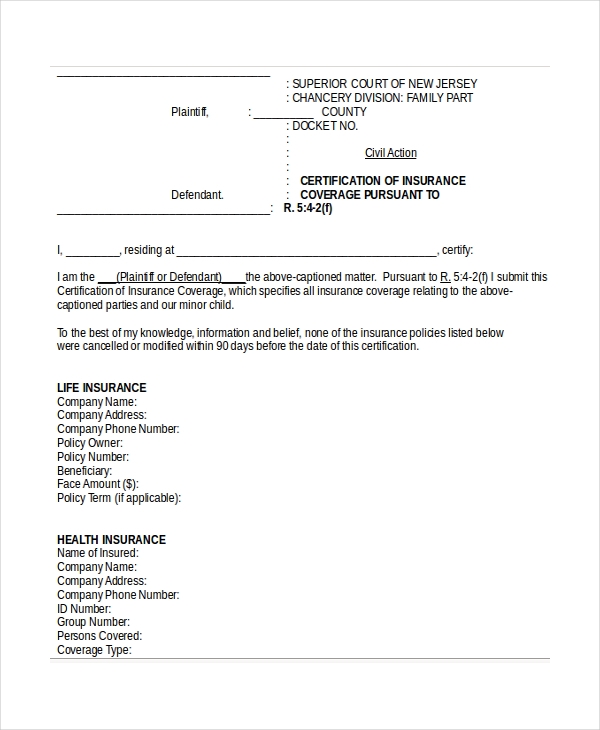 ___________________________________
: SUPERIOR COURT OF NEW JERSEY
: CHANCERY DIVISION: FAMILY PART
Plaintiff, : __________ COUNTY
: DOCKET NO.
:
: Civil Action
:
: CERTIFICATION OF INSURANCE
Defendant. : COVERAGE PURSUANT TO
___________________________________: R. 5:4-2(f)
I, _________, residing at ___________________________________________, certify:
I am the ___(Plaintiff or Defendant)____the above-captioned matter. Pursuant to R. 5:4-2(f) I submit this
Certification of Insurance Coverage, which specifies all insurance coverage relating to the above-
captioned parties and our minor child.
To the best of my knowledge, information and belief, none of the insurance policies listed below
were cancelled or modified within 90 days before the date of this certification.
LIFE INSURANCE
Company Name:
Company Address:
Company Phone Number:
Policy Owner:
Policy Number:
Beneficiary:
Face Amount ($):
Policy Term (if applicable):
HEALTH INSURANCE
Name of Insured:
Company Name:
Company Address:
Company Phone Number:
ID Number:
Group Number:
Persons Covered:
Coverage Type: